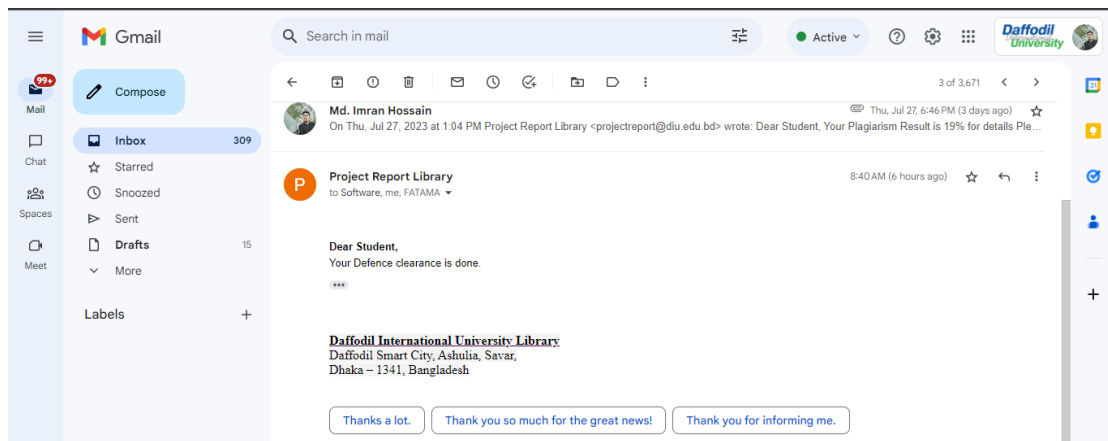 Gmail
Search in mail
Active
Daffodil
International
University
99+
Mail
Compose
3 of 3,671
31
Inbox 309
Chat
Starred
Snoozed
Spaces
Sent
Drafts 15
Meet
More
Labels
Md. Imran Hossain Thu, Jul 27, 6:46 PM (3 days ago)
On Thu, Jul 27, 2023 at 1:04 PM Project Report Library <projectreport@diu.edu.bd> wrote: Dear Student, Your Plagiarism Result is 19% for details Ple...
P
Project Report Library 8:40 AM (6 hours ago)
to Software, me, FATAMA
Dear Student,
Your Defence clearance is done.
Daffodil International University Library
Daffodil Smart City, Ashulia, Savar,
Dhaka – 1341, Bangladesh
Thanks a lot. Thank you so much for the great news! Thank you for informing me.